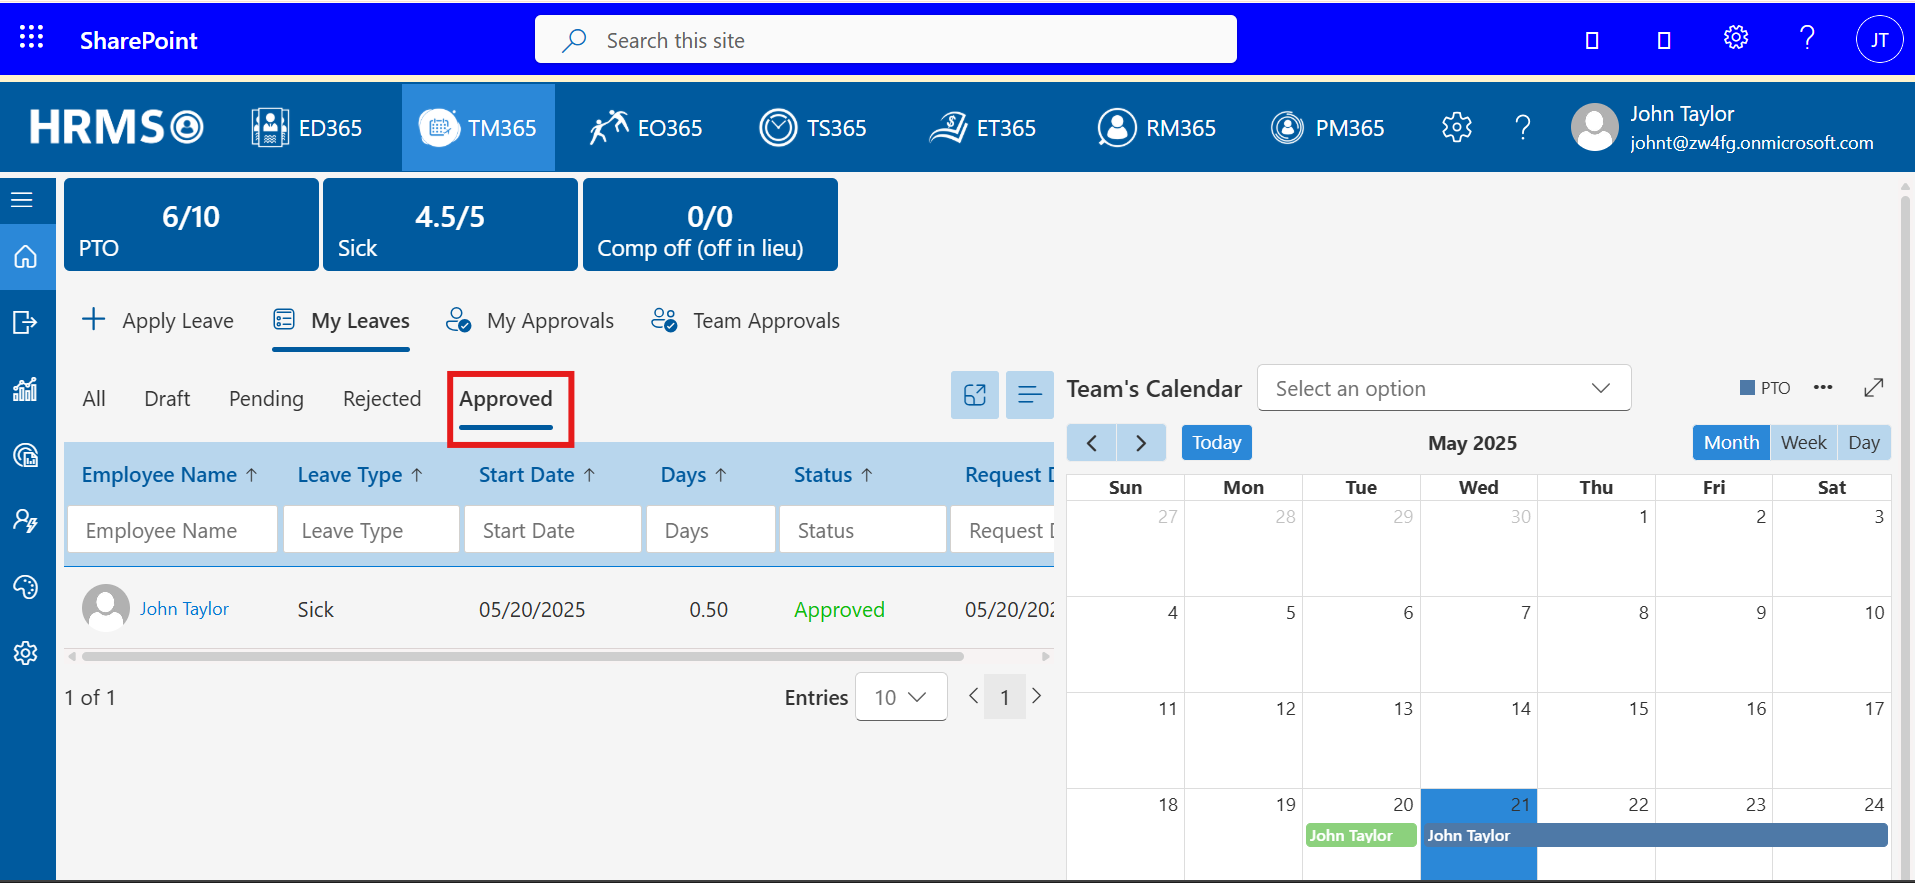 SharePoint
Search this site
?
JT
HRMS
ED365
TM365
EO365
TS365
ET365
RM365
PM365
?
John Taylor
johnt@zw4fg.onmicrosoft.com
6/10
PTO
4.5/5
Sick
0/0
Comp off (off in lieu)
Apply Leave
My Leaves
My Approvals
Team Approvals
All
Draft
Pending
Rejected
Approved
Employee Name ↑
Leave Type ↑
Start Date ↑
Days ↑
Status ↑
Request D
Employee Name
Leave Type
Start Date
Days
Status
Request D
John Taylor
Sick
05/20/2025
0.50
Approved
05/20/202
1 of 1
Entries
10
1
Team's Calendar
Select an option
PTO
Today
May 2025
Month
Week
Day
Sun Mon Tue Wed Thu Fri Sat
27 28 29 30 1 2 3
4 5 6 7 8 9 10
11 12 13 14 15 16 17
18 19 20 21 22 23 24
John Taylor
John Taylor